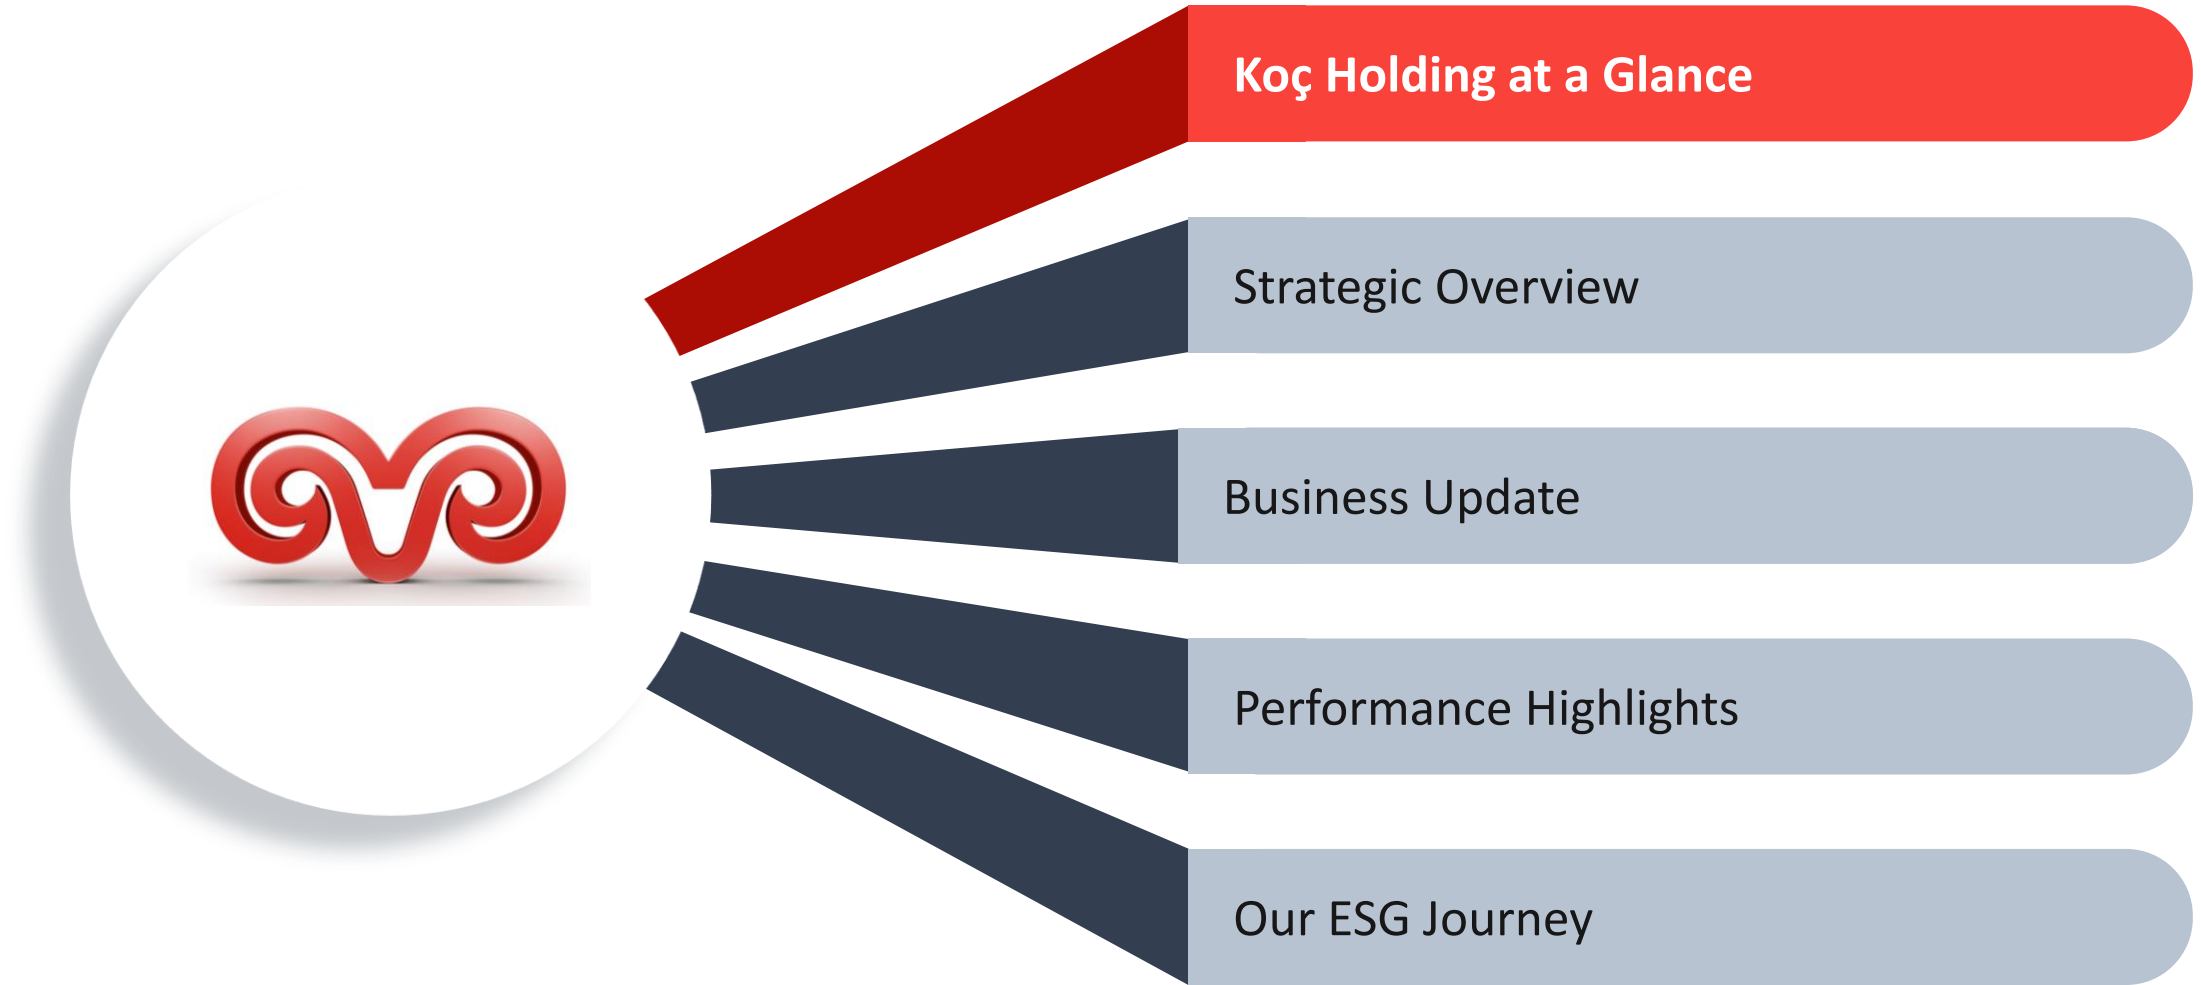 Koç Holding at a Glance
Strategic Overview
Business Update
Performance Highlights
Our ESG Journey